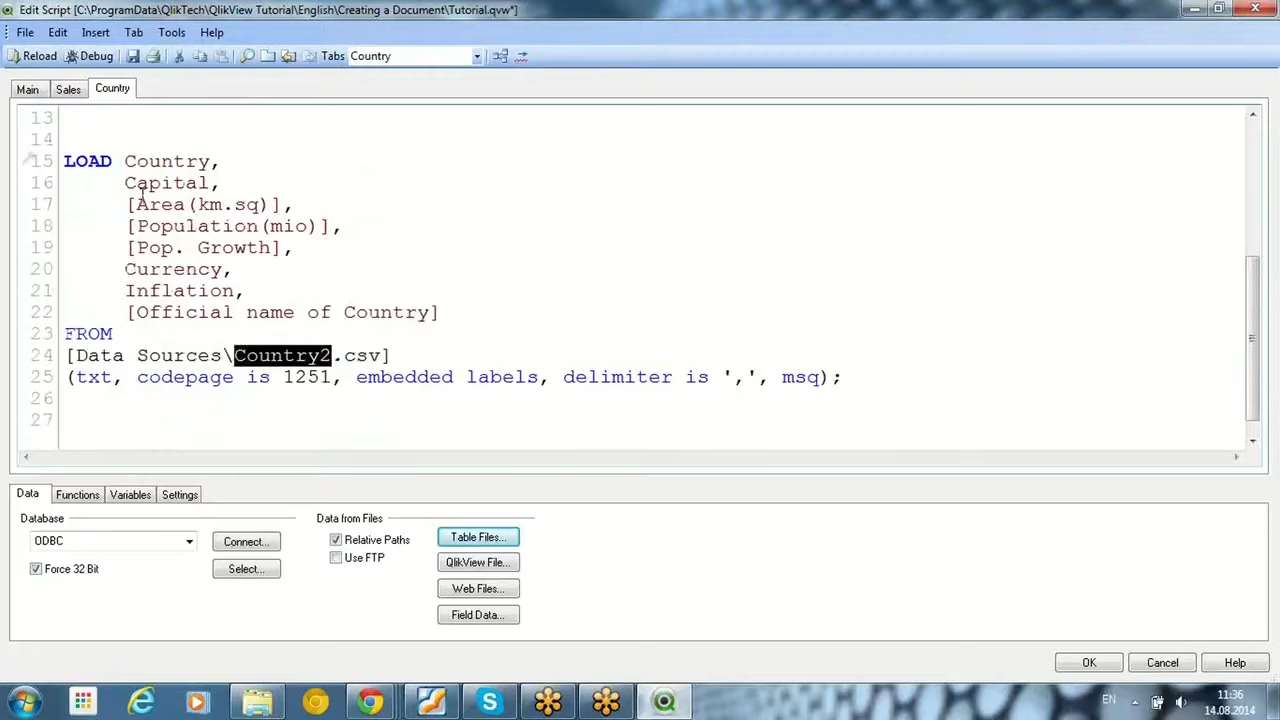 Edit Script [C:\ProgramData\QlikTech\QlikView Tutorial\English\Creating a Document\Tutorial.qvw*]
File Edit Insert Tab Tools Help
Reload Debug Tabs Country
Main Sales Country
13
14
15 LOAD Country,
16 Capital,
17 [Area(km.sq)],
18 [Population(mio)],
19 [Pop. Growth],
20 Currency,
21 Inflation,
22 [Official name of Country]
23 FROM
24 [Data Sources\Country2.csv]
25 (txt, codepage is 1251, embedded labels, delimiter is ',', msq);
26
27
Data Functions Variables Settings
Database Data from Files
ODBC Connect... Relative Paths Table Files...
Force 32 Bit Select... Use FTP QlikView File...
Web Files...
Field Data...
OK Cancel Help
EN 11:36
14.08.2014